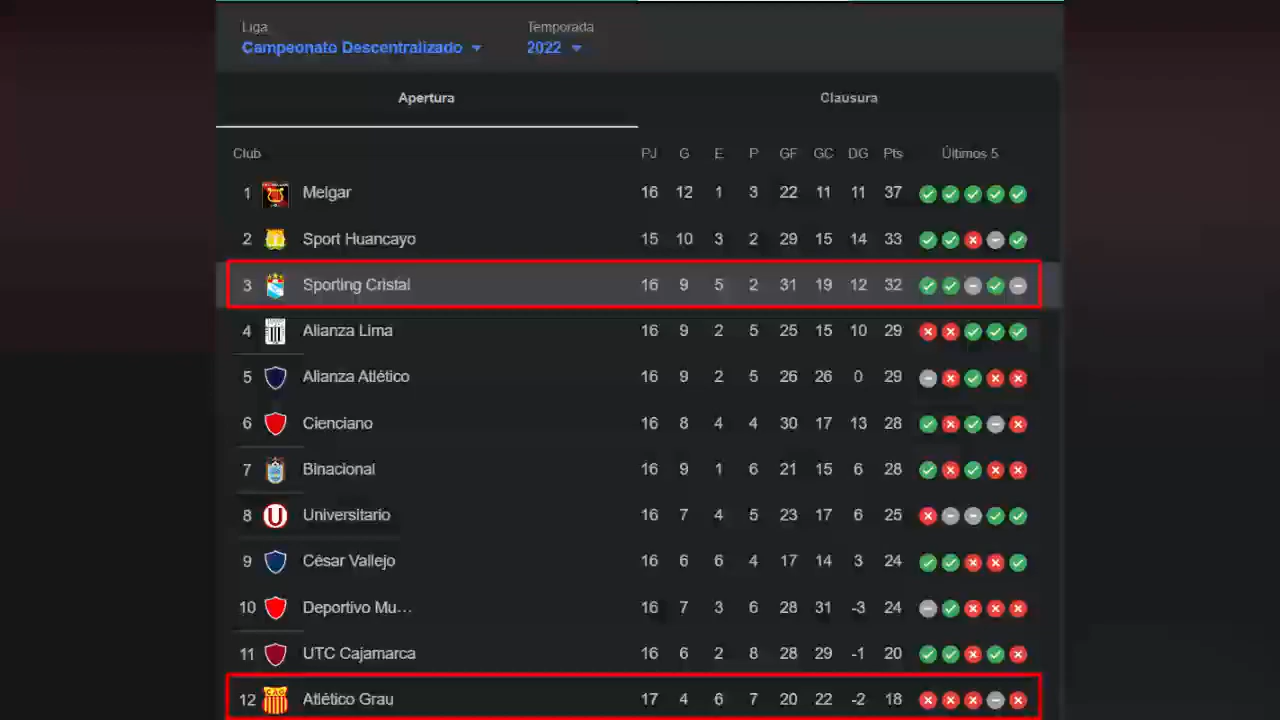 Liga Temporada
Campeonato Descentralizado 2022
Apertura Clausura
Club PJ G E P GF GC DG Pts Últimos 5
1 Melgar 16 12 1 3 22 11 11 37
2 Sport Huancayo 15 10 3 2 29 15 14 33
3 Sporting Cristal 16 9 5 2 31 19 12 32
4 Alianza Lima 16 9 2 5 25 15 10 29
5 Alianza Atlético 16 9 2 5 26 26 0 29
6 Cienciano 16 8 4 4 30 17 13 28
7 Binacional 16 9 1 6 21 15 6 28
8 U Universitario 16 7 4 5 23 17 6 25
9 César Vallejo 16 6 6 4 17 14 3 24
10 Deportivo Mu... 16 7 3 6 28 31 -3 24
11 UTC Cajamarca 16 6 2 8 28 29 -1 20
12 CAG Atlético Grau 17 4 6 7 20 22 -2 18